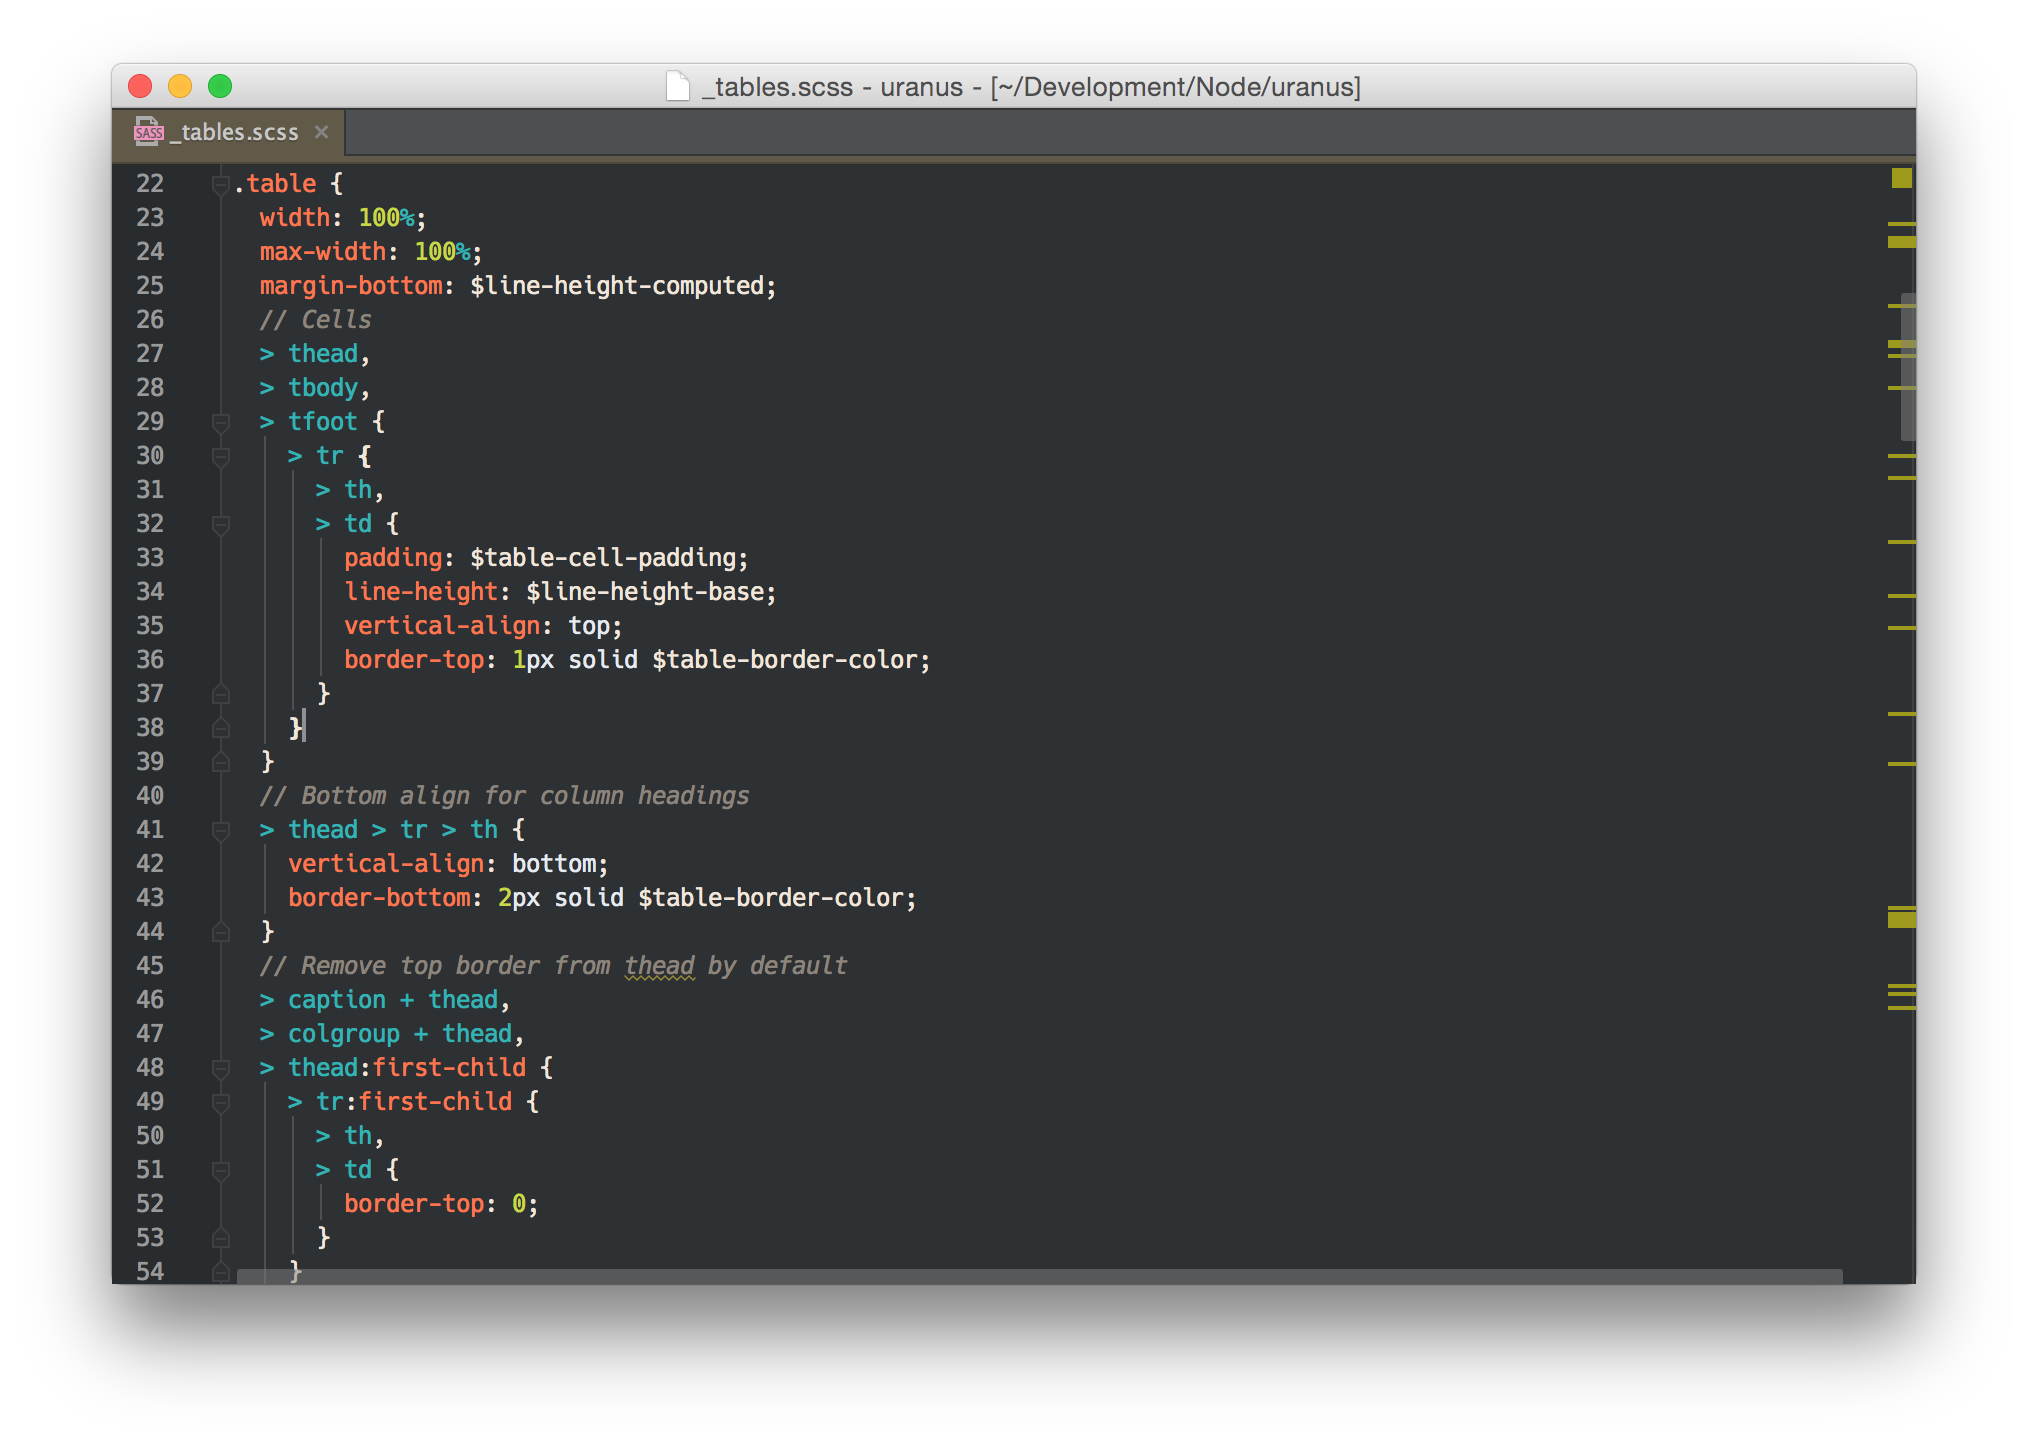 _tables.scss - uranus - [~/Development/Node/uranus]
SASS _tables.scss ×
22 .table {
23   width: 100%;
24   max-width: 100%;
25   margin-bottom: $line-height-computed;
26   // Cells
27   > thead,
28   > tbody,
29   > tfoot {
30     > tr {
31       > th,
32       > td {
33         padding: $table-cell-padding;
34         line-height: $line-height-base;
35         vertical-align: top;
36         border-top: 1px solid $table-border-color;
37       }
38     }
39   }
40   // Bottom align for column headings
41   > thead > tr > th {
42     vertical-align: bottom;
43     border-bottom: 2px solid $table-border-color;
44   }
45   // Remove top border from thead by default
46   > caption + thead,
47   > colgroup + thead,
48   > thead:first-child {
49     > tr:first-child {
50       > th,
51       > td {
52         border-top: 0;
53       }
54     }